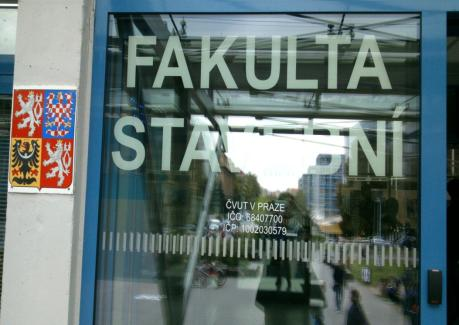 FAKULTA
STAVEBNÍ
ČVUT V PRAZE
IČO: 68407700
IČP: 1002030579